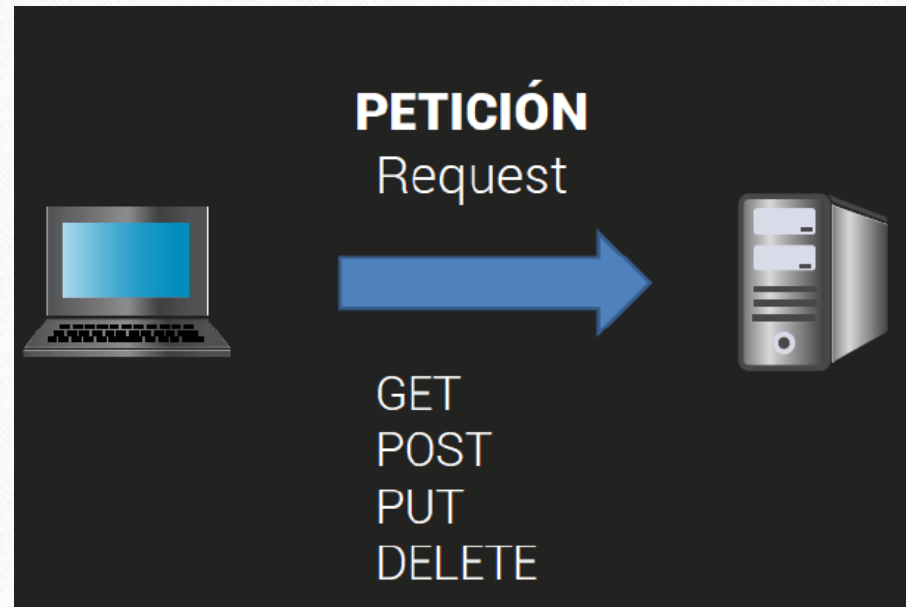 PETICIÓN
Request
GET
POST
PUT
DELETE